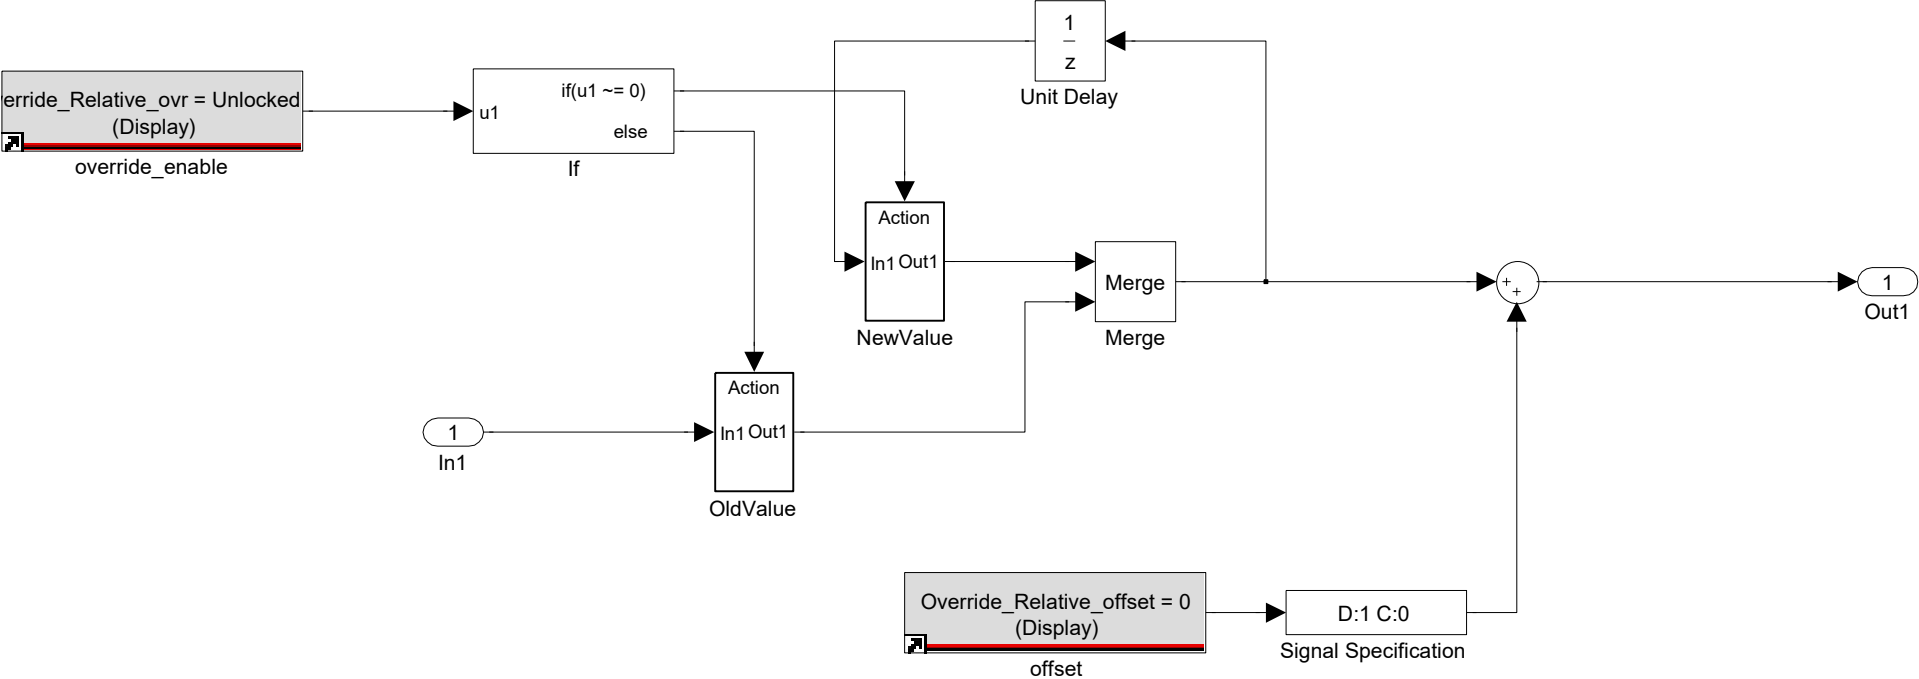 1
z
Unit Delay
erride_Relative_ovr = Unlocked
(Display)
override_enable
u1
if(u1 ~= 0)
else
If
Action
In1 Out1
NewValue
Merge
Merge
+
+
1
Out1
1
In1
Action
In1 Out1
OldValue
Override_Relative_offset = 0
(Display)
offset
D:1 C:0
Signal Specification